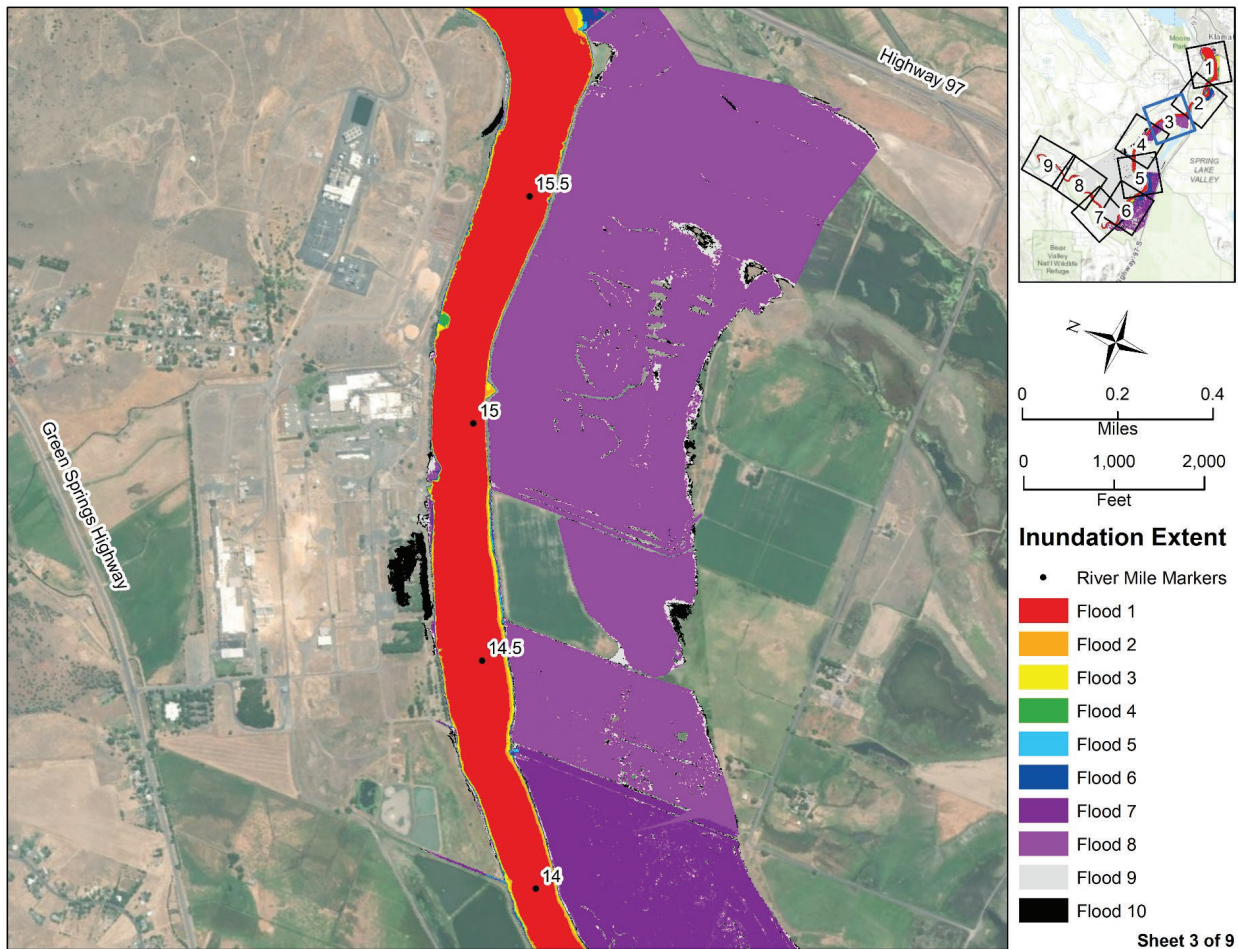 Highway 97
15.5
15
Green Springs Highway
14.5
14
Moore
Park
Klama
1
2
3
4
5
6
7
8
9
SPRING
LAKE
VALLEY
Bear
Valley
Nat'l Wildlife
Refuge
ghway 97-S
N
0 0.2 0.4
Miles
0 1,000 2,000
Feet
Inundation Extent
River Mile Markers
Flood 1
Flood 2
Flood 3
Flood 4
Flood 5
Flood 6
Flood 7
Flood 8
Flood 9
Flood 10
Sheet 3 of 9